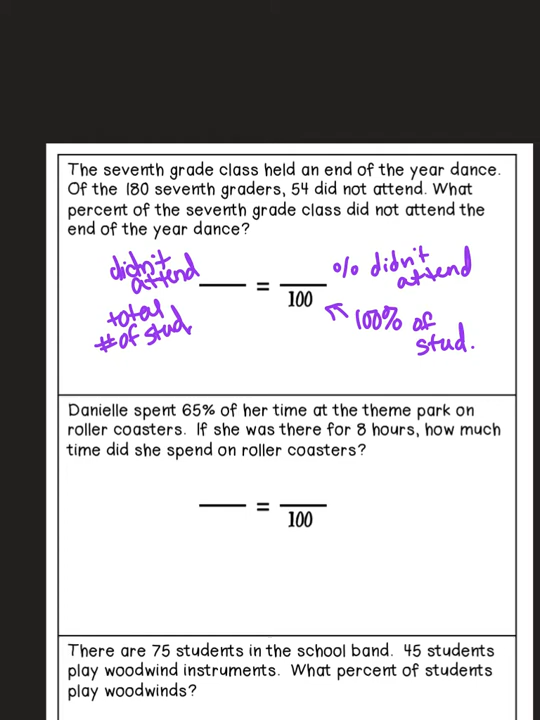 The seventh grade class held an end of the year dance.
Of the 180 seventh graders, 54 did not attend. What
percent of the seventh grade class did not attend the
end of the year dance?
didn't
attend
total
# of stud
=
100
% didn't
attend
100% of
stud.
Danielle spent 65% of her time at the theme park on
roller coasters. If she was there for 8 hours, how much
time did she spend on roller coasters?
=
100
There are 75 students in the school band. 45 students
play woodwind instruments. What percent of students
play woodwinds?